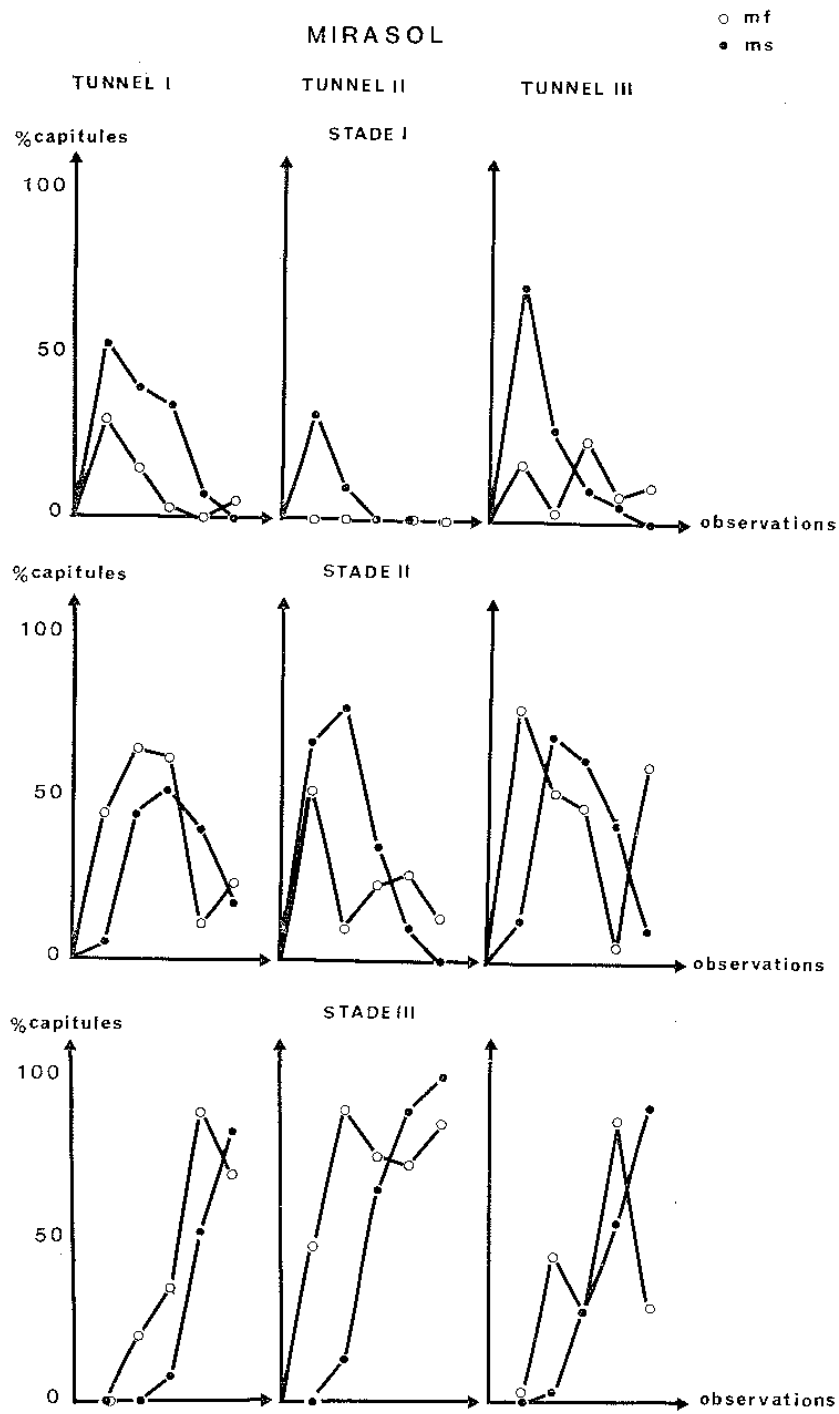 MIRASOL
○ mf
● ms
TUNNEL I TUNNEL II TUNNEL III
%capitules STADE I
100
50
0
observations
%capitules STADE II
100
50
0
observations
%capitules STADE III
100
50
0
observations